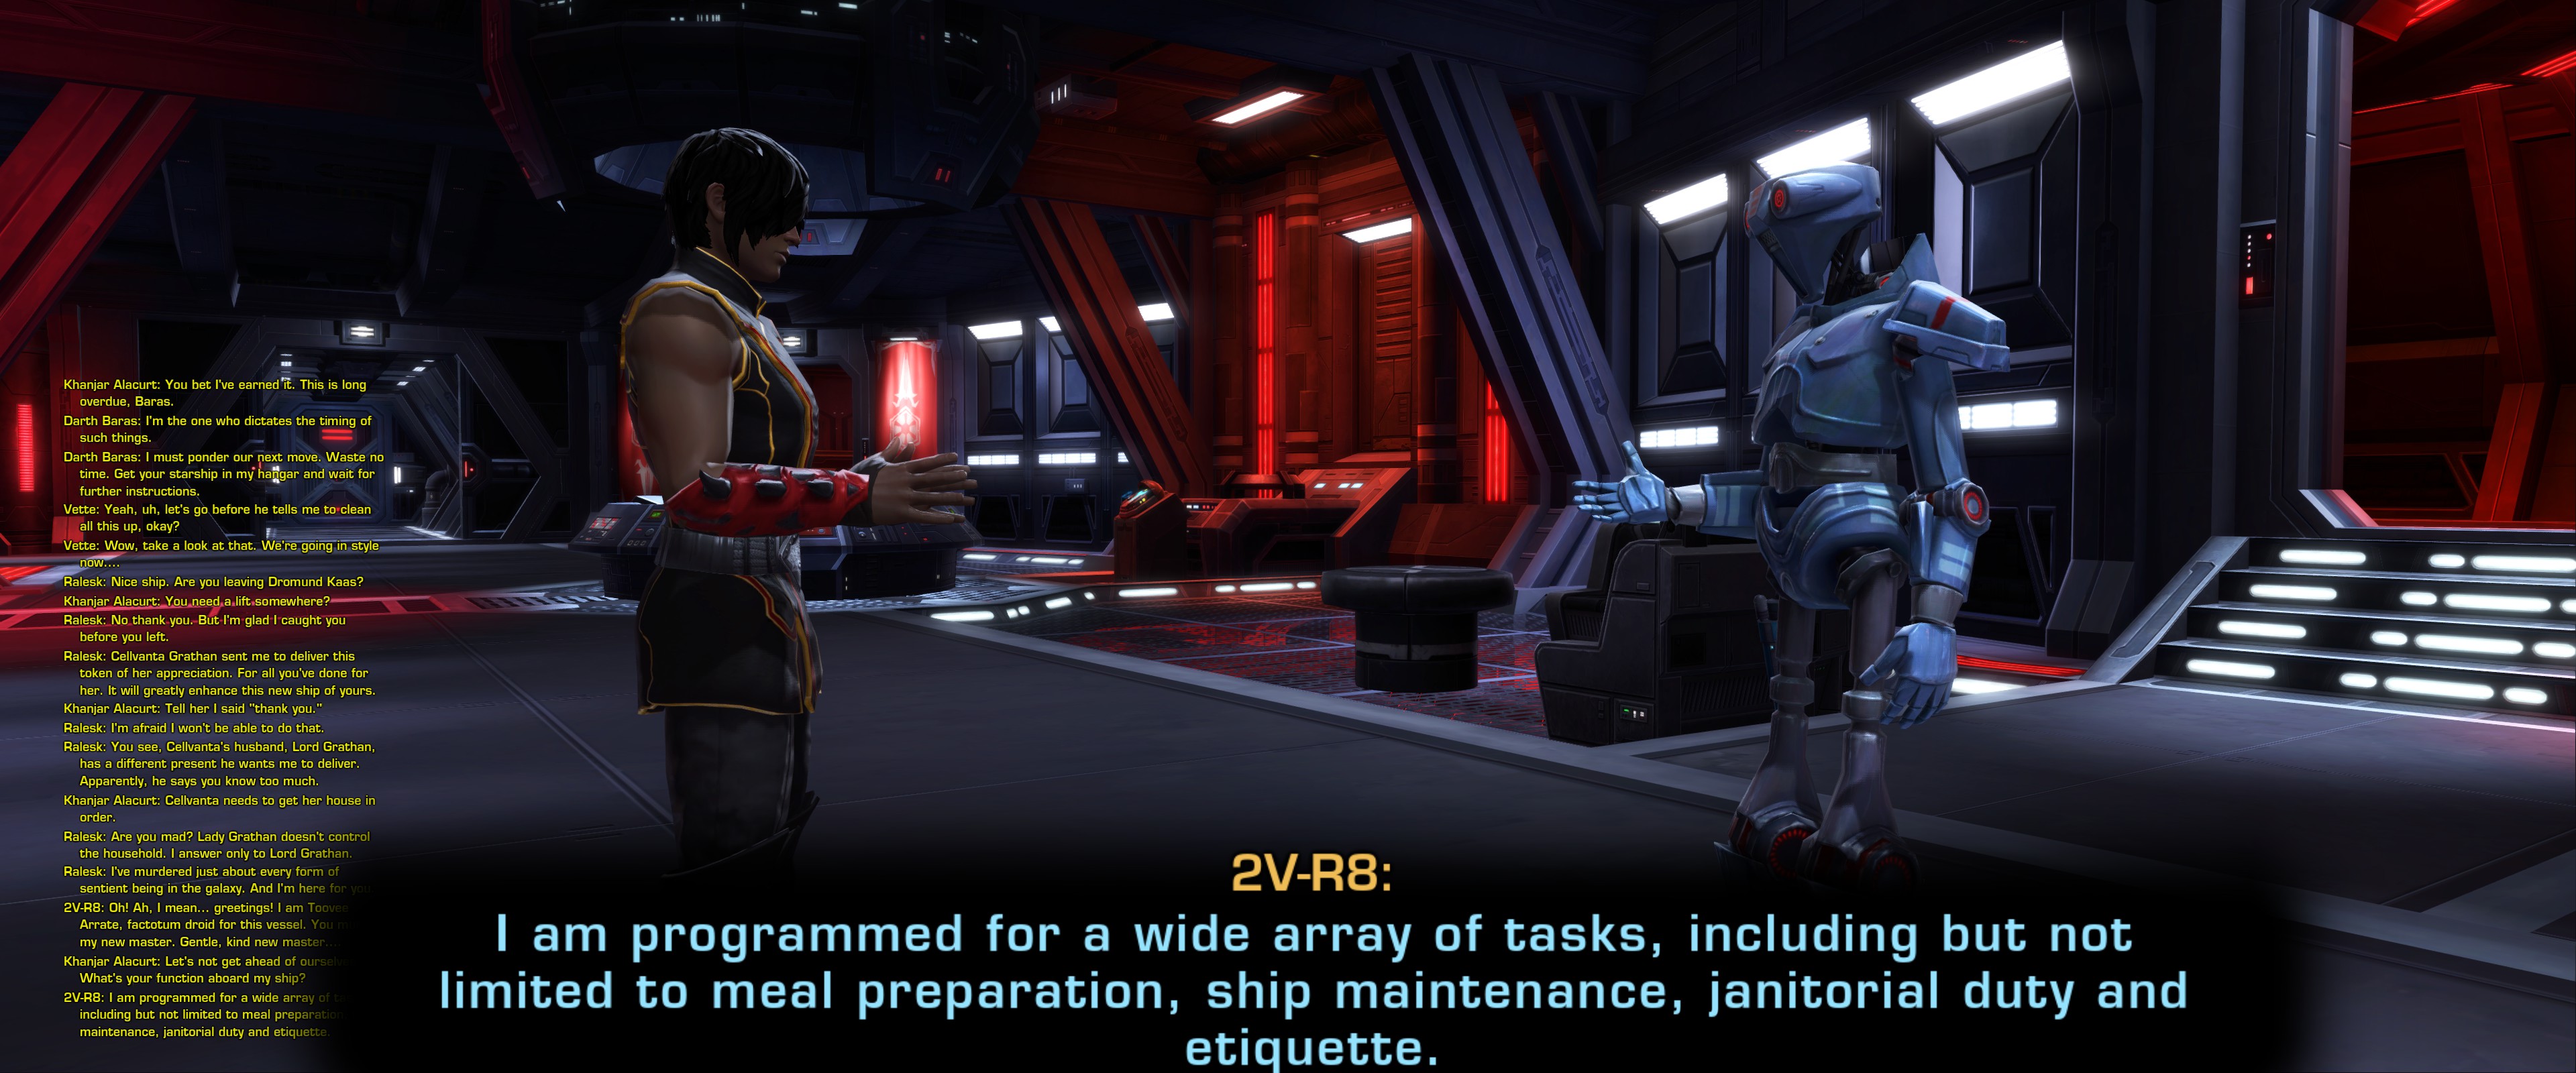 Khanjar Alacurt: You bet I've earned it. This is long
overdue, Baras.
Darth Baras: I'm the one who dictates the timing of
such things.
Darth Baras: I must ponder our next move. Waste no
time. Get your starship in my hangar and wait for
further instructions.
Vette: Yeah, uh, let's go before he tells me to clean
all this up, okay?
Vette: Wow, take a look at that. We're going in style
now....
Ralesk: Nice ship. Are you leaving Dromund Kaas?
Khanjar Alacurt: You need a lift somewhere?
Ralesk: No thank you. But I'm glad I caught you
before you left.
Ralesk: Cellvanta Grathan sent me to deliver this
token of her appreciation. For all you've done for
her. It will greatly enhance this new ship of yours.
Khanjar Alacurt: Tell her I said "thank you."
Ralesk: I'm afraid I won't be able to do that.
Ralesk: You see, Cellvanta's husband, Lord Grathan,
has a different present he wants me to deliver.
Apparently, he says you know too much.
Khanjar Alacurt: Cellvanta needs to get her house in
order.
Ralesk: Are you mad? Lady Grathan doesn't control
the household. I answer only to Lord Grathan.
Ralesk: I've murdered just about every form of
sentient being in the galaxy. And I'm here for you
2V-R8: Oh! Ah, I mean... greetings! I am Toovee
Arrate, factotum droid for this vessel. You
my new master. Gentle, kind new master....
Khanjar Alacurt: Let's not get ahead of
What's your function aboard my ship?
2V-R8: I am programmed for a wide array of
including but not limited to meal preparation,
maintenance, janitorial duty and etiquette.
2V-R8:
I am programmed for a wide array of tasks, including but not
limited to meal preparation, ship maintenance, janitorial duty and
etiquette.